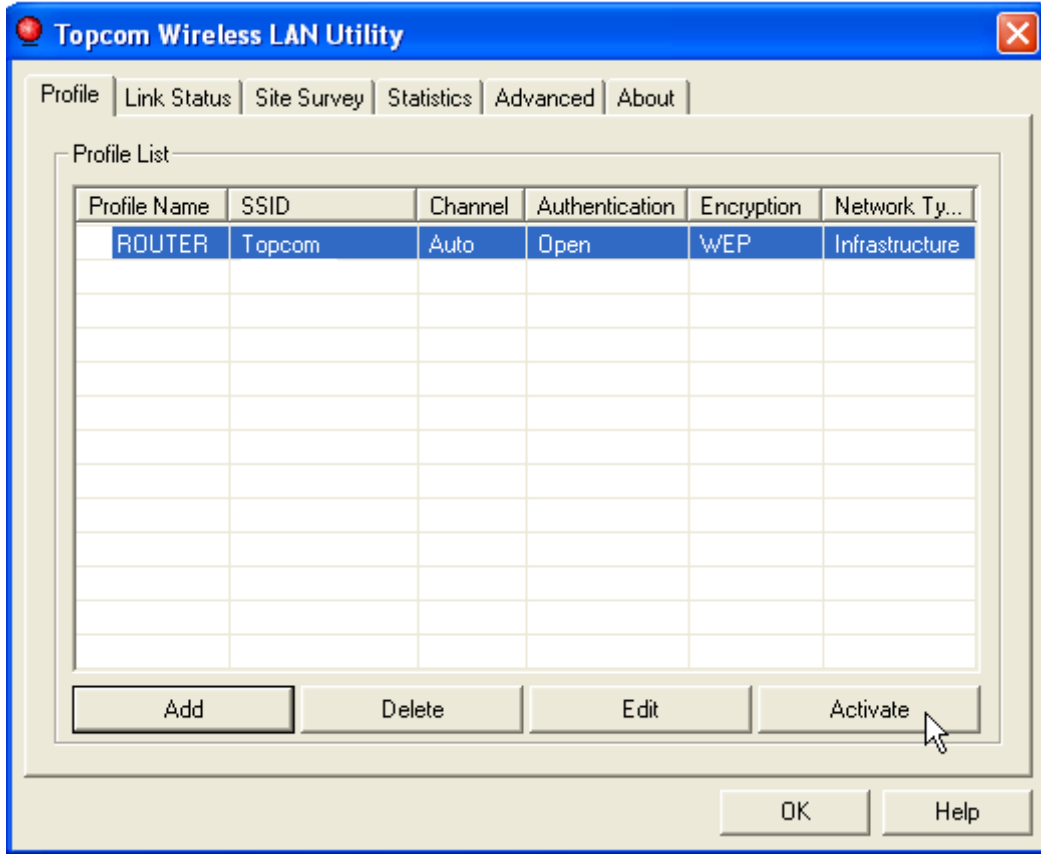 Topcom Wireless LAN Utility
Profile Link Status Site Survey Statistics Advanced About
Profile List
Profile Name SSID Channel Authentication Encryption Network Ty...
ROUTER Topcom Auto Open WEP Infrastructure
Add Delete Edit Activate
OK Help